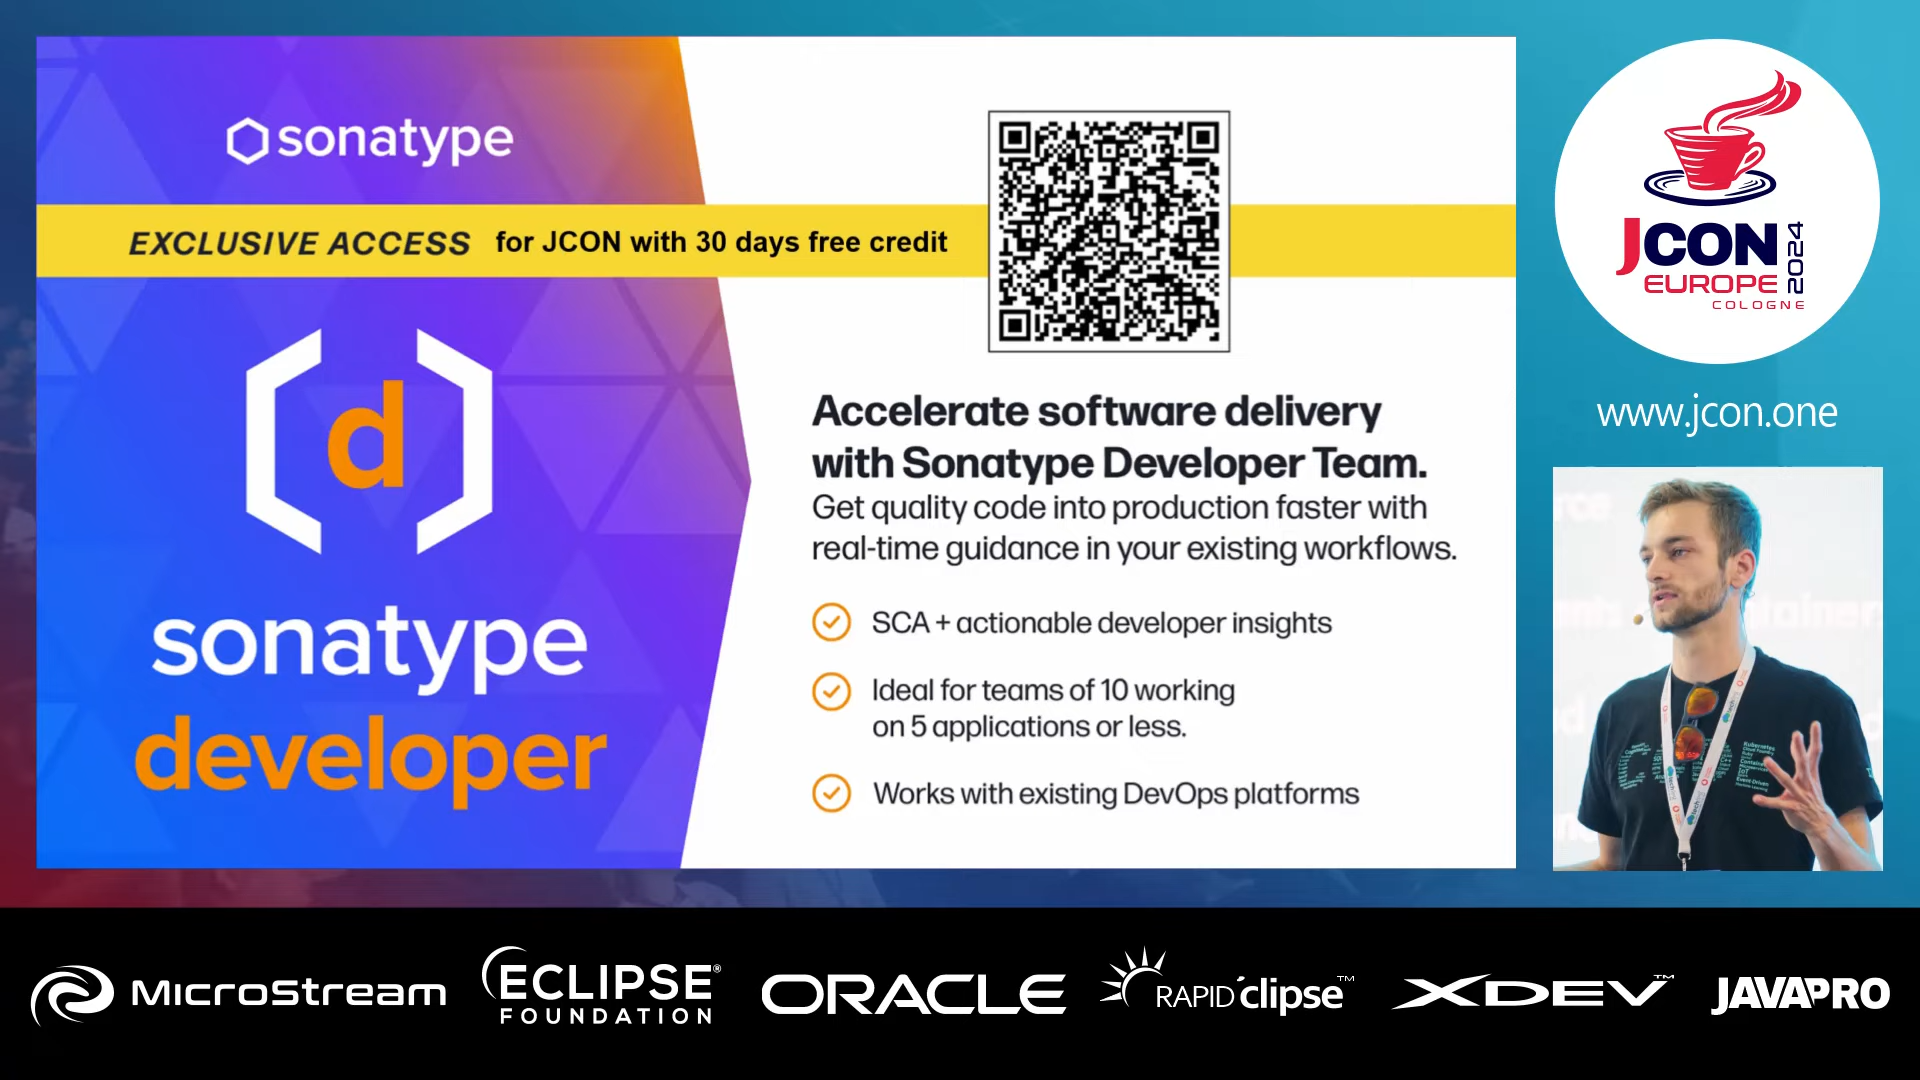 sonatype
EXCLUSIVE ACCESS for JCON with 30 days free credit
d
sonatype
developer
Accelerate software delivery
with Sonatype Developer Team.
Get quality code into production faster with
real-time guidance in your existing workflows.
SCA + actionable developer insights
Ideal for teams of 10 working
on 5 applications or less.
Works with existing DevOps platforms
JCON
EUROPE
2024
COLOGNE
www.jcon.one
MicroStream
ECLIPSE®
FOUNDATION
ORACLE
RAPID'clipse™
XDEV™
JAVAPRO